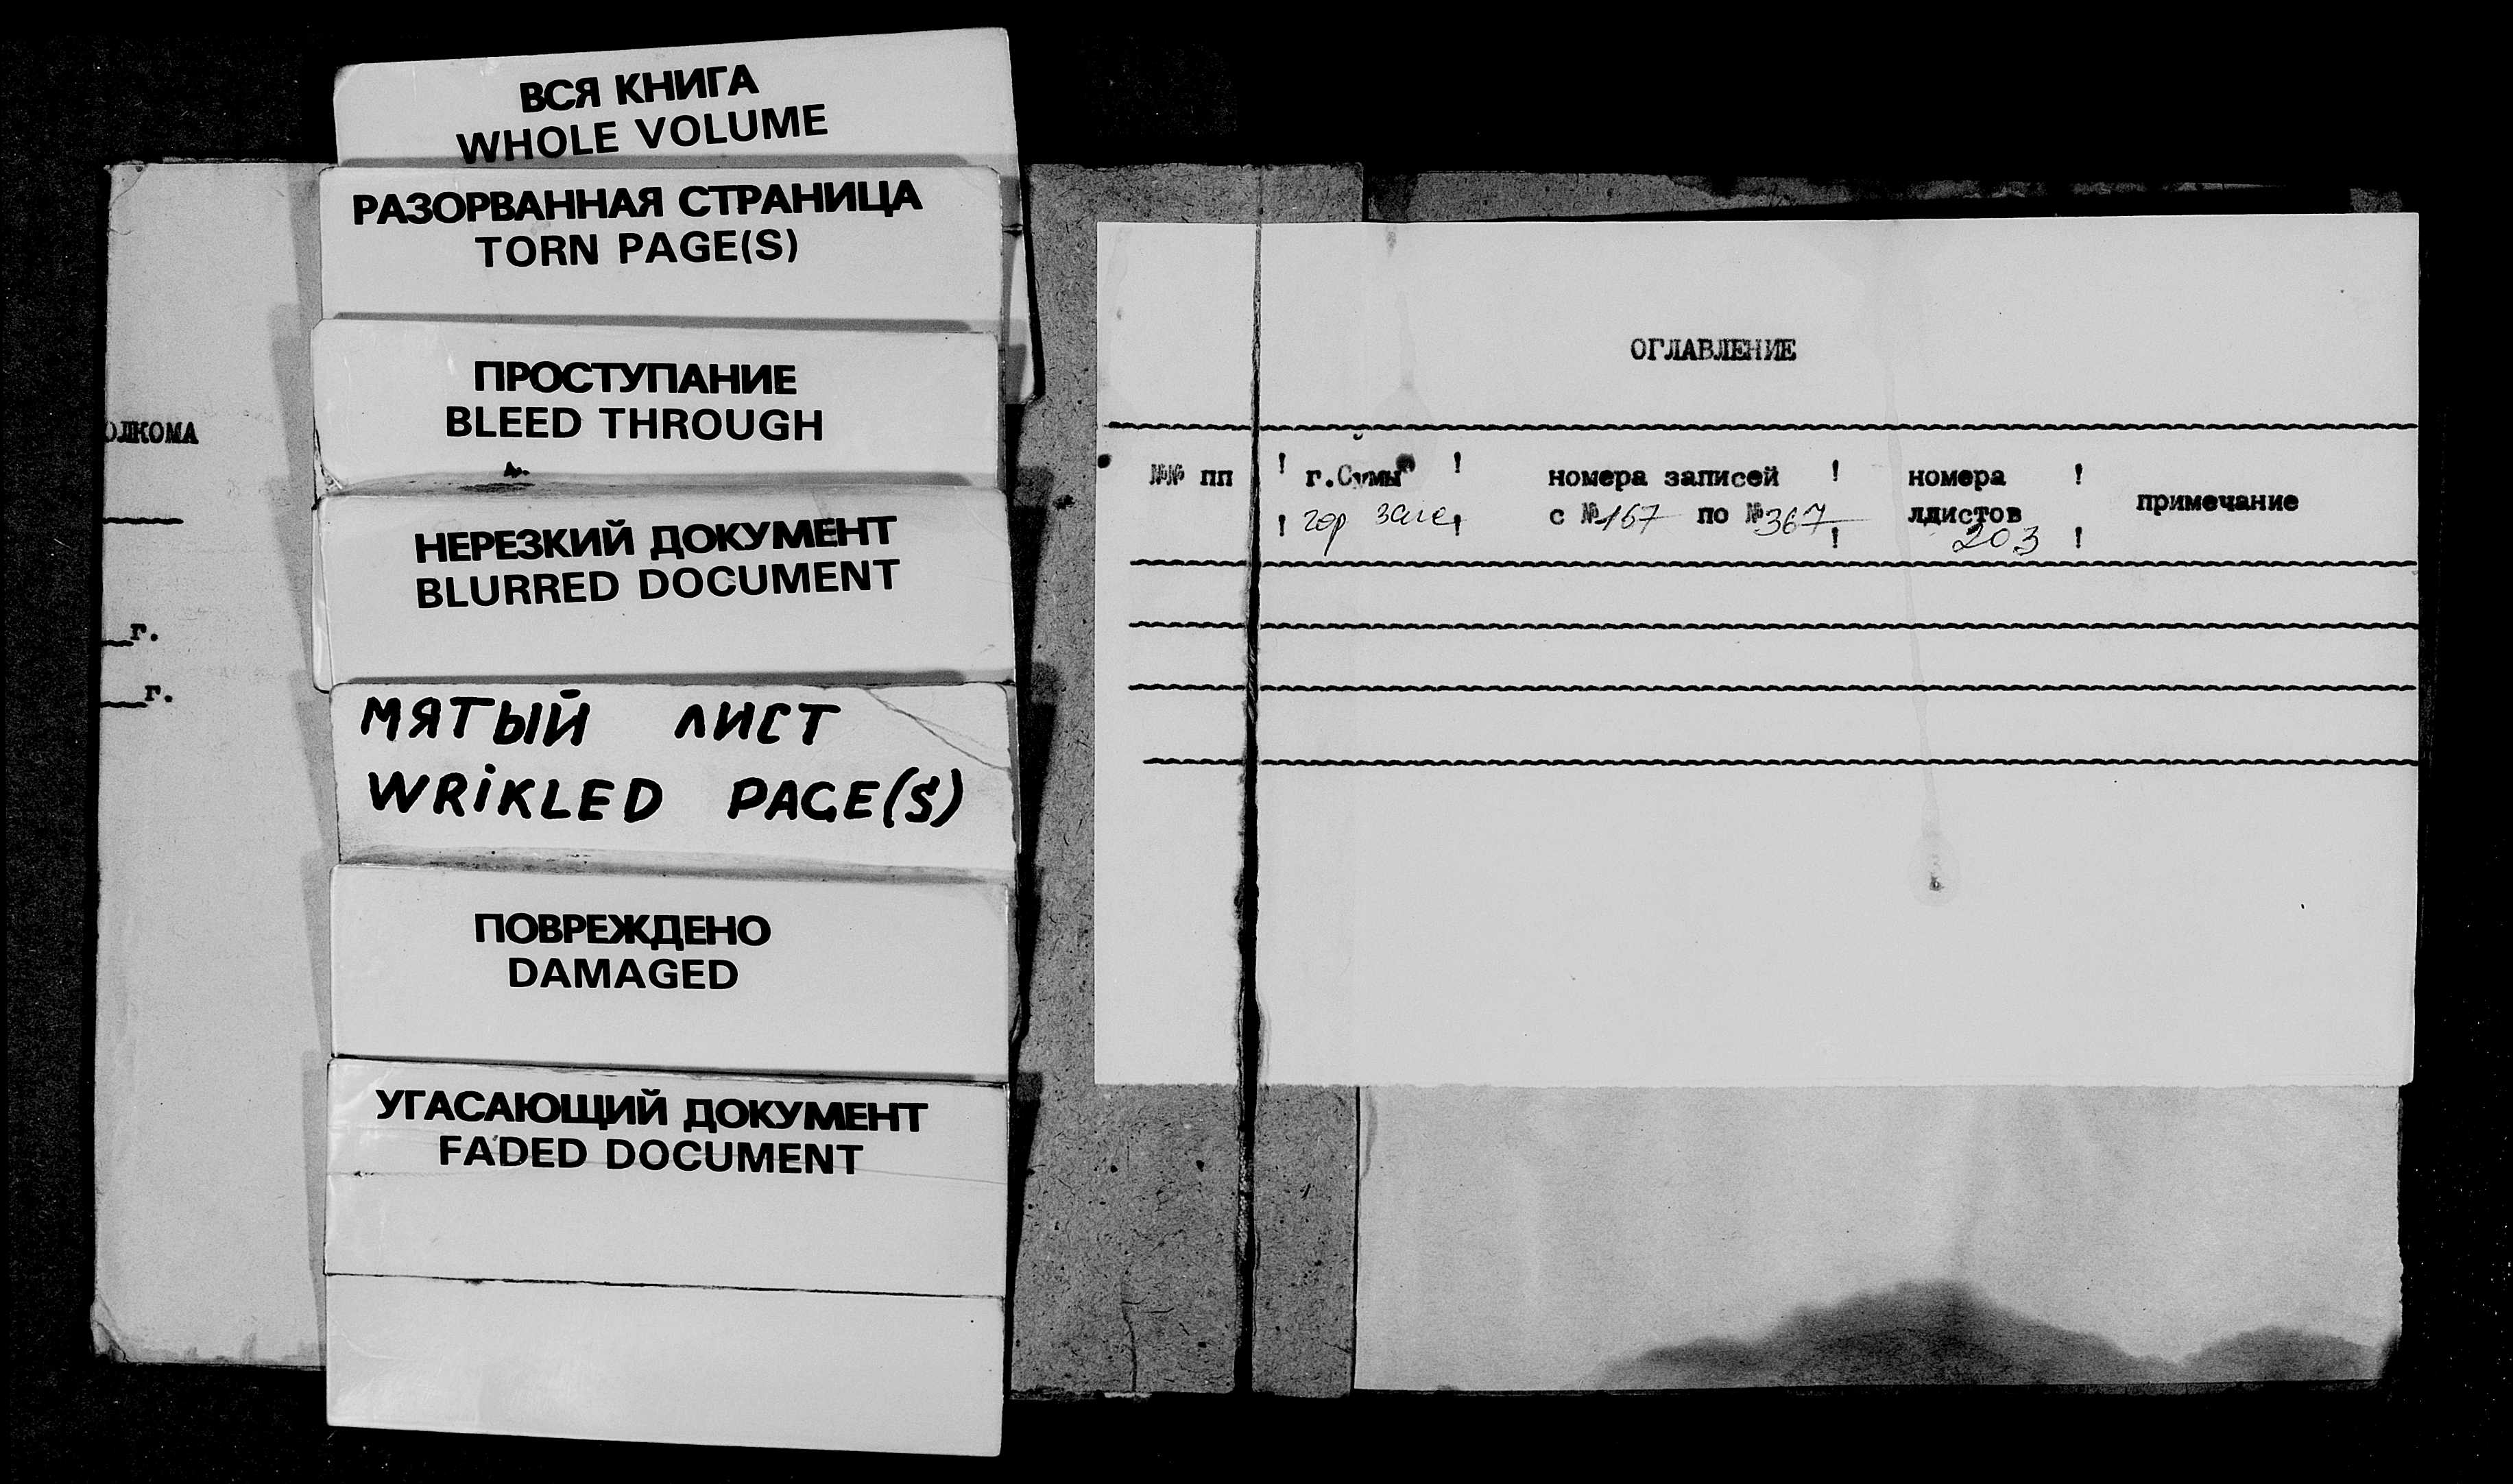 ВСЯ КНИГА
WHOLE VOLUME
РАЗОРВАННАЯ СТРАНИЦА
TORN PAGE(S)
ПРОСТУПАНИЕ
BLEED THROUGH
НЕРЕЗКИЙ ДОКУМЕНТ
BLURRED DOCUMENT
МЯТЫЙ ЛИСТ
WRIKLED PAGE(S)
ПОВРЕЖДЕНО
DAMAGED
УГАСАЮЩИЙ ДОКУМЕНТ
FADED DOCUMENT
ОЛКОМА
г.
г.
ОГЛАВЛЕНИЕ
№№ пп ! г.Сумы ! номера записей ! номера ! примечание
! гор загс ! с №167 по №367 ! лдистов
203 !